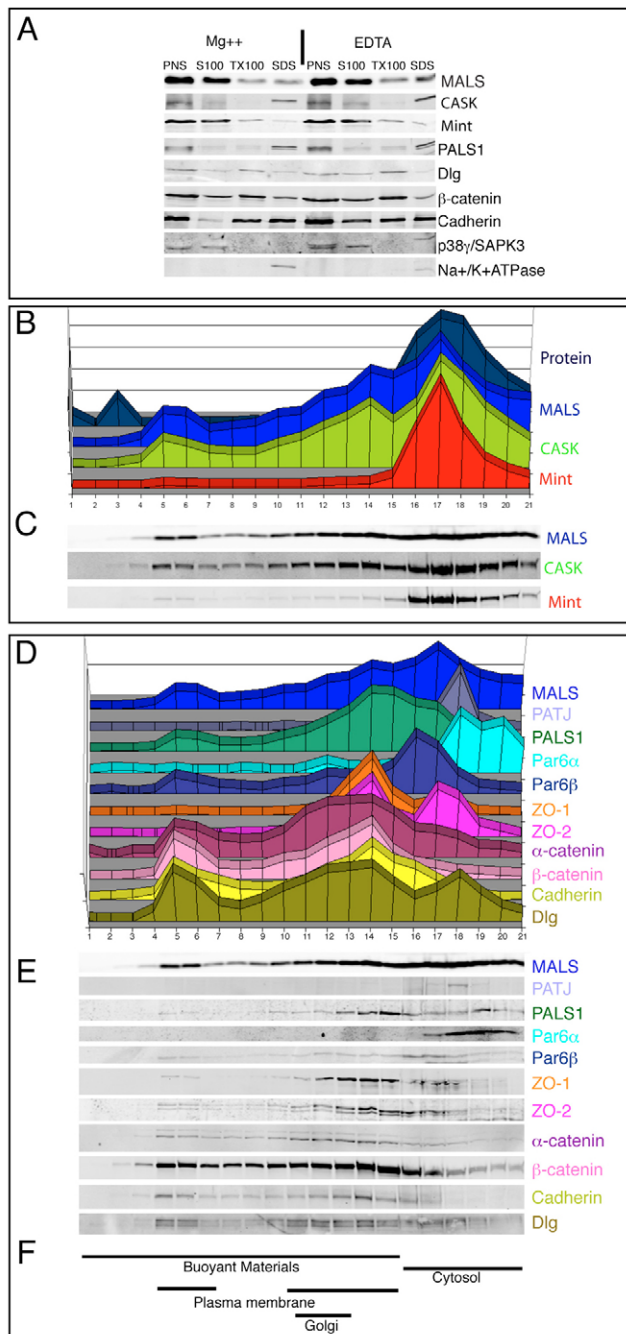 A
Mg++ EDTA
PNS S100 TX100 SDS PNS S100 TX100 SDS
MALS
CASK
Mint
PALS1
Dlg
β-catenin
Cadherin
p38γ/SAPK3
Na+/K+ATPase
B
Protein
MALS
CASK
Mint
1 2 3 4 5 6 7 8 9 10 11 12 13 14 15 16 17 18 19 20 21
C
MALS
CASK
Mint
D
MALS
PATJ
PALS1
Par6α
Par6β
ZO-1
ZO-2
α-catenin
β-catenin
Cadherin
Dlg
1 2 3 4 5 6 7 8 9 10 11 12 13 14 15 16 17 18 19 20 21
E
MALS
PATJ
PALS1
Par6α
Par6β
ZO-1
ZO-2
α-catenin
β-catenin
Cadherin
Dlg
F
Buoyant Materials
Cytosol
Plasma membrane
Golgi